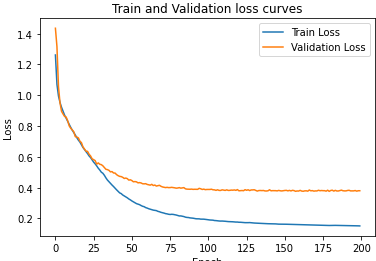 Train and Validation loss curves
Train Loss
Validation Loss
1.4
1.2
1.0
0.8
0.6
0.4
0.2
Loss
0 25 50 75 100 125 150 175 200
Epoch